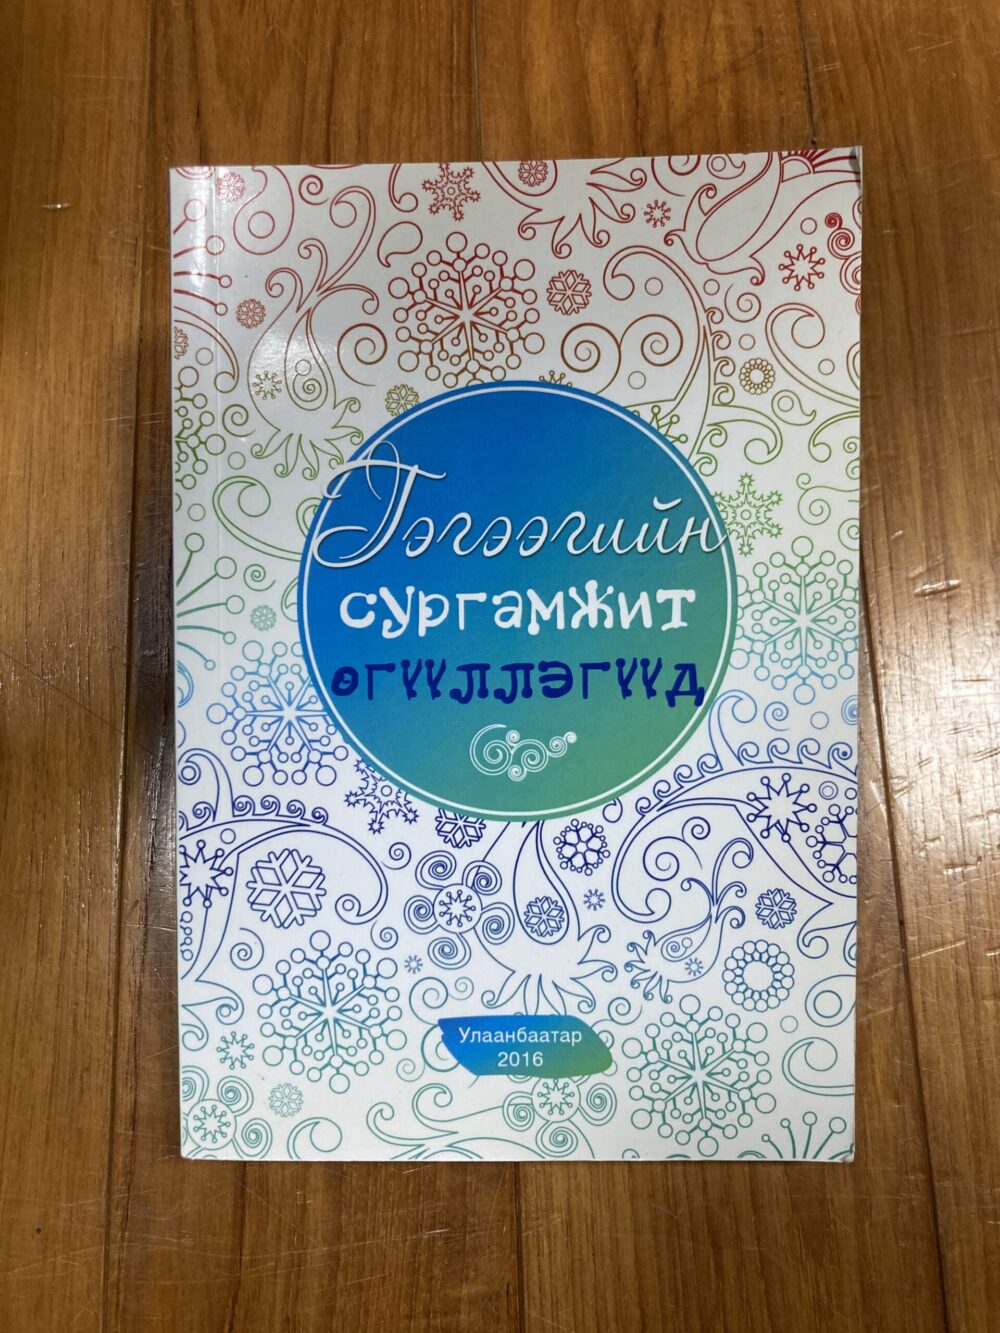 Гэгээгийн
сургамжит
өгүүллэгүүд
Улаанбаатар
2016